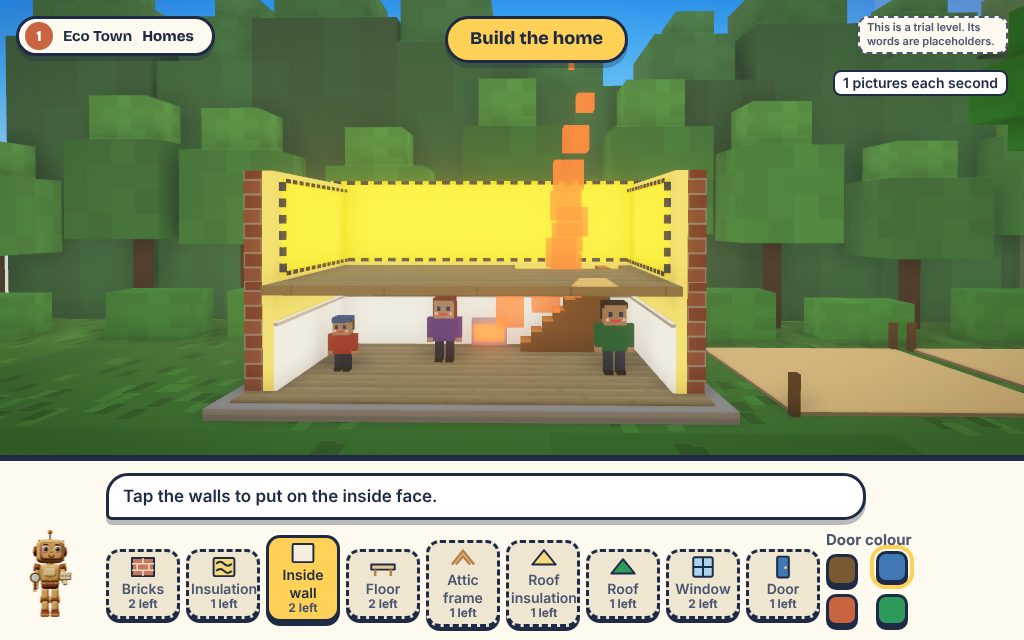 1 Eco Town Homes
Build the home
This is a trial level. Its
words are placeholders.
1 pictures each second
Tap the walls to put on the inside face.
Door colour
Bricks
2 left
Insulation
1 left
Inside
wall
2 left
Floor
2 left
Attic
frame
1 left
Roof
insulation
1 left
Roof
1 left
Window
2 left
Door
1 left